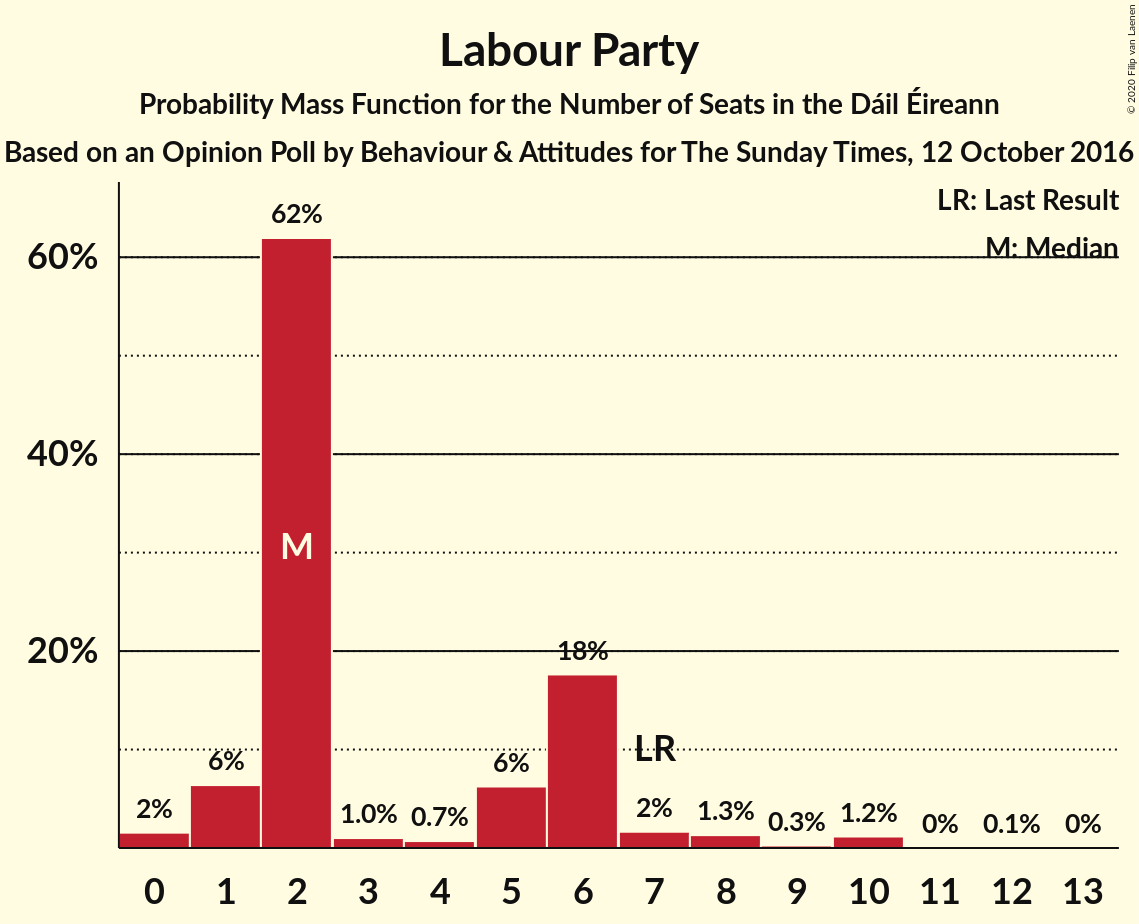 Labour Party
Probability Mass Function for the Number of Seats in the Dáil Éireann
Based on an Opinion Poll by Behaviour & Attitudes for The Sunday Times, 12 October 2016
© 2020 Filip van Laenen
LR: Last Result
M: Median
60%
40%
20%
2%
6%
62%
M
1.0%
0.7%
6%
18%
LR
2%
1.3%
0.3%
1.2%
0%
0.1%
0%
0 1 2 3 4 5 6 7 8 9 10 11 12 13